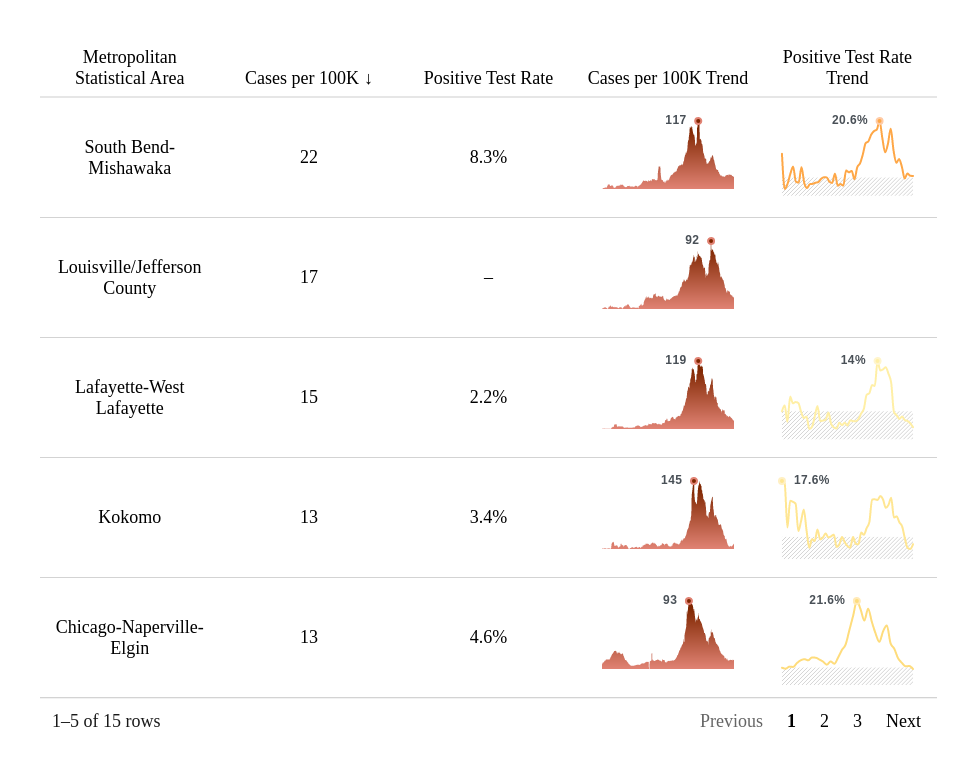 Metropolitan
Statistical Area
Cases per 100K ↓
Positive Test Rate
Cases per 100K Trend
Positive Test Rate
Trend
South Bend-
Mishawaka
22
8.3%
117
20.6%
Louisville/Jefferson
County
17
–
92
Lafayette-West
Lafayette
15
2.2%
119
14%
Kokomo
13
3.4%
145
17.6%
Chicago-Naperville-
Elgin
13
4.6%
93
21.6%
1–5 of 15 rows
Previous 1 2 3 Next